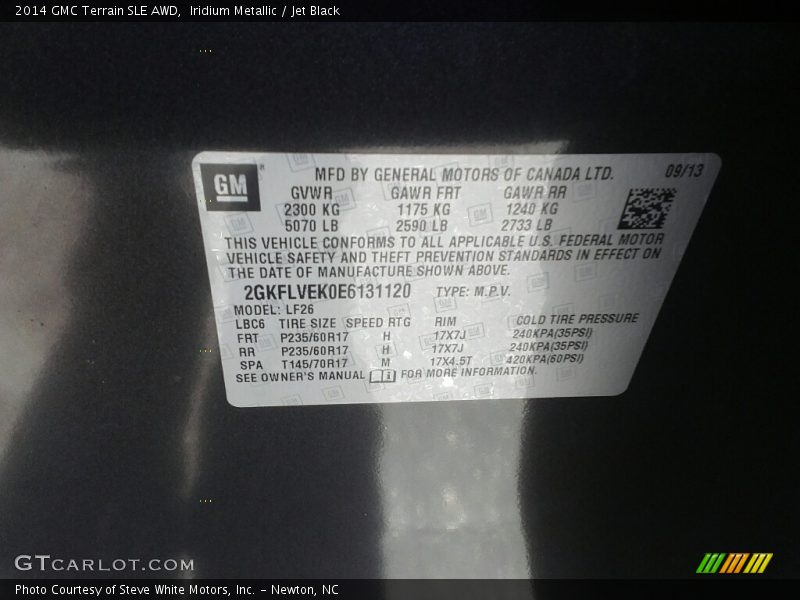 2014 GMC Terrain SLE AWD, Iridium Metallic / Jet Black
GM MFD BY GENERAL MOTORS OF CANADA LTD. 09/13
GVWR GAWR FRT GAWR RR
2300 KG 1175 KG 1240 KG
5070 LB 2590 LB 2733 LB
THIS VEHICLE CONFORMS TO ALL APPLICABLE U.S. FEDERAL MOTOR
VEHICLE SAFETY AND THEFT PREVENTION STANDARDS IN EFFECT ON
THE DATE OF MANUFACTURE SHOWN ABOVE.
2GKFLVEK0E6131120 TYPE: M.P.V.
MODEL: LF26
LBC6 TIRE SIZE SPEED RTG RIM COLD TIRE PRESSURE
FRT P235/60R17 H 17X7J 240KPA(35PSI)
RR P235/60R17 H 17X7J 240KPA(35PSI)
SPA T145/70R17 M 17X4.5T 420KPA(60PSI)
SEE OWNER'S MANUAL FOR MORE INFORMATION.
GTCARLOT.COM
Photo Courtesy of Steve White Motors, Inc. – Newton, NC